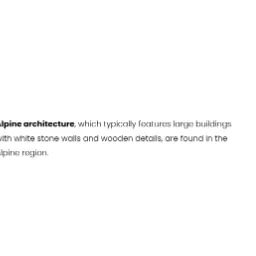 lpine architecture, which typically features large buildings
ith white stone walls and wooden details, are found in the
lpine region.